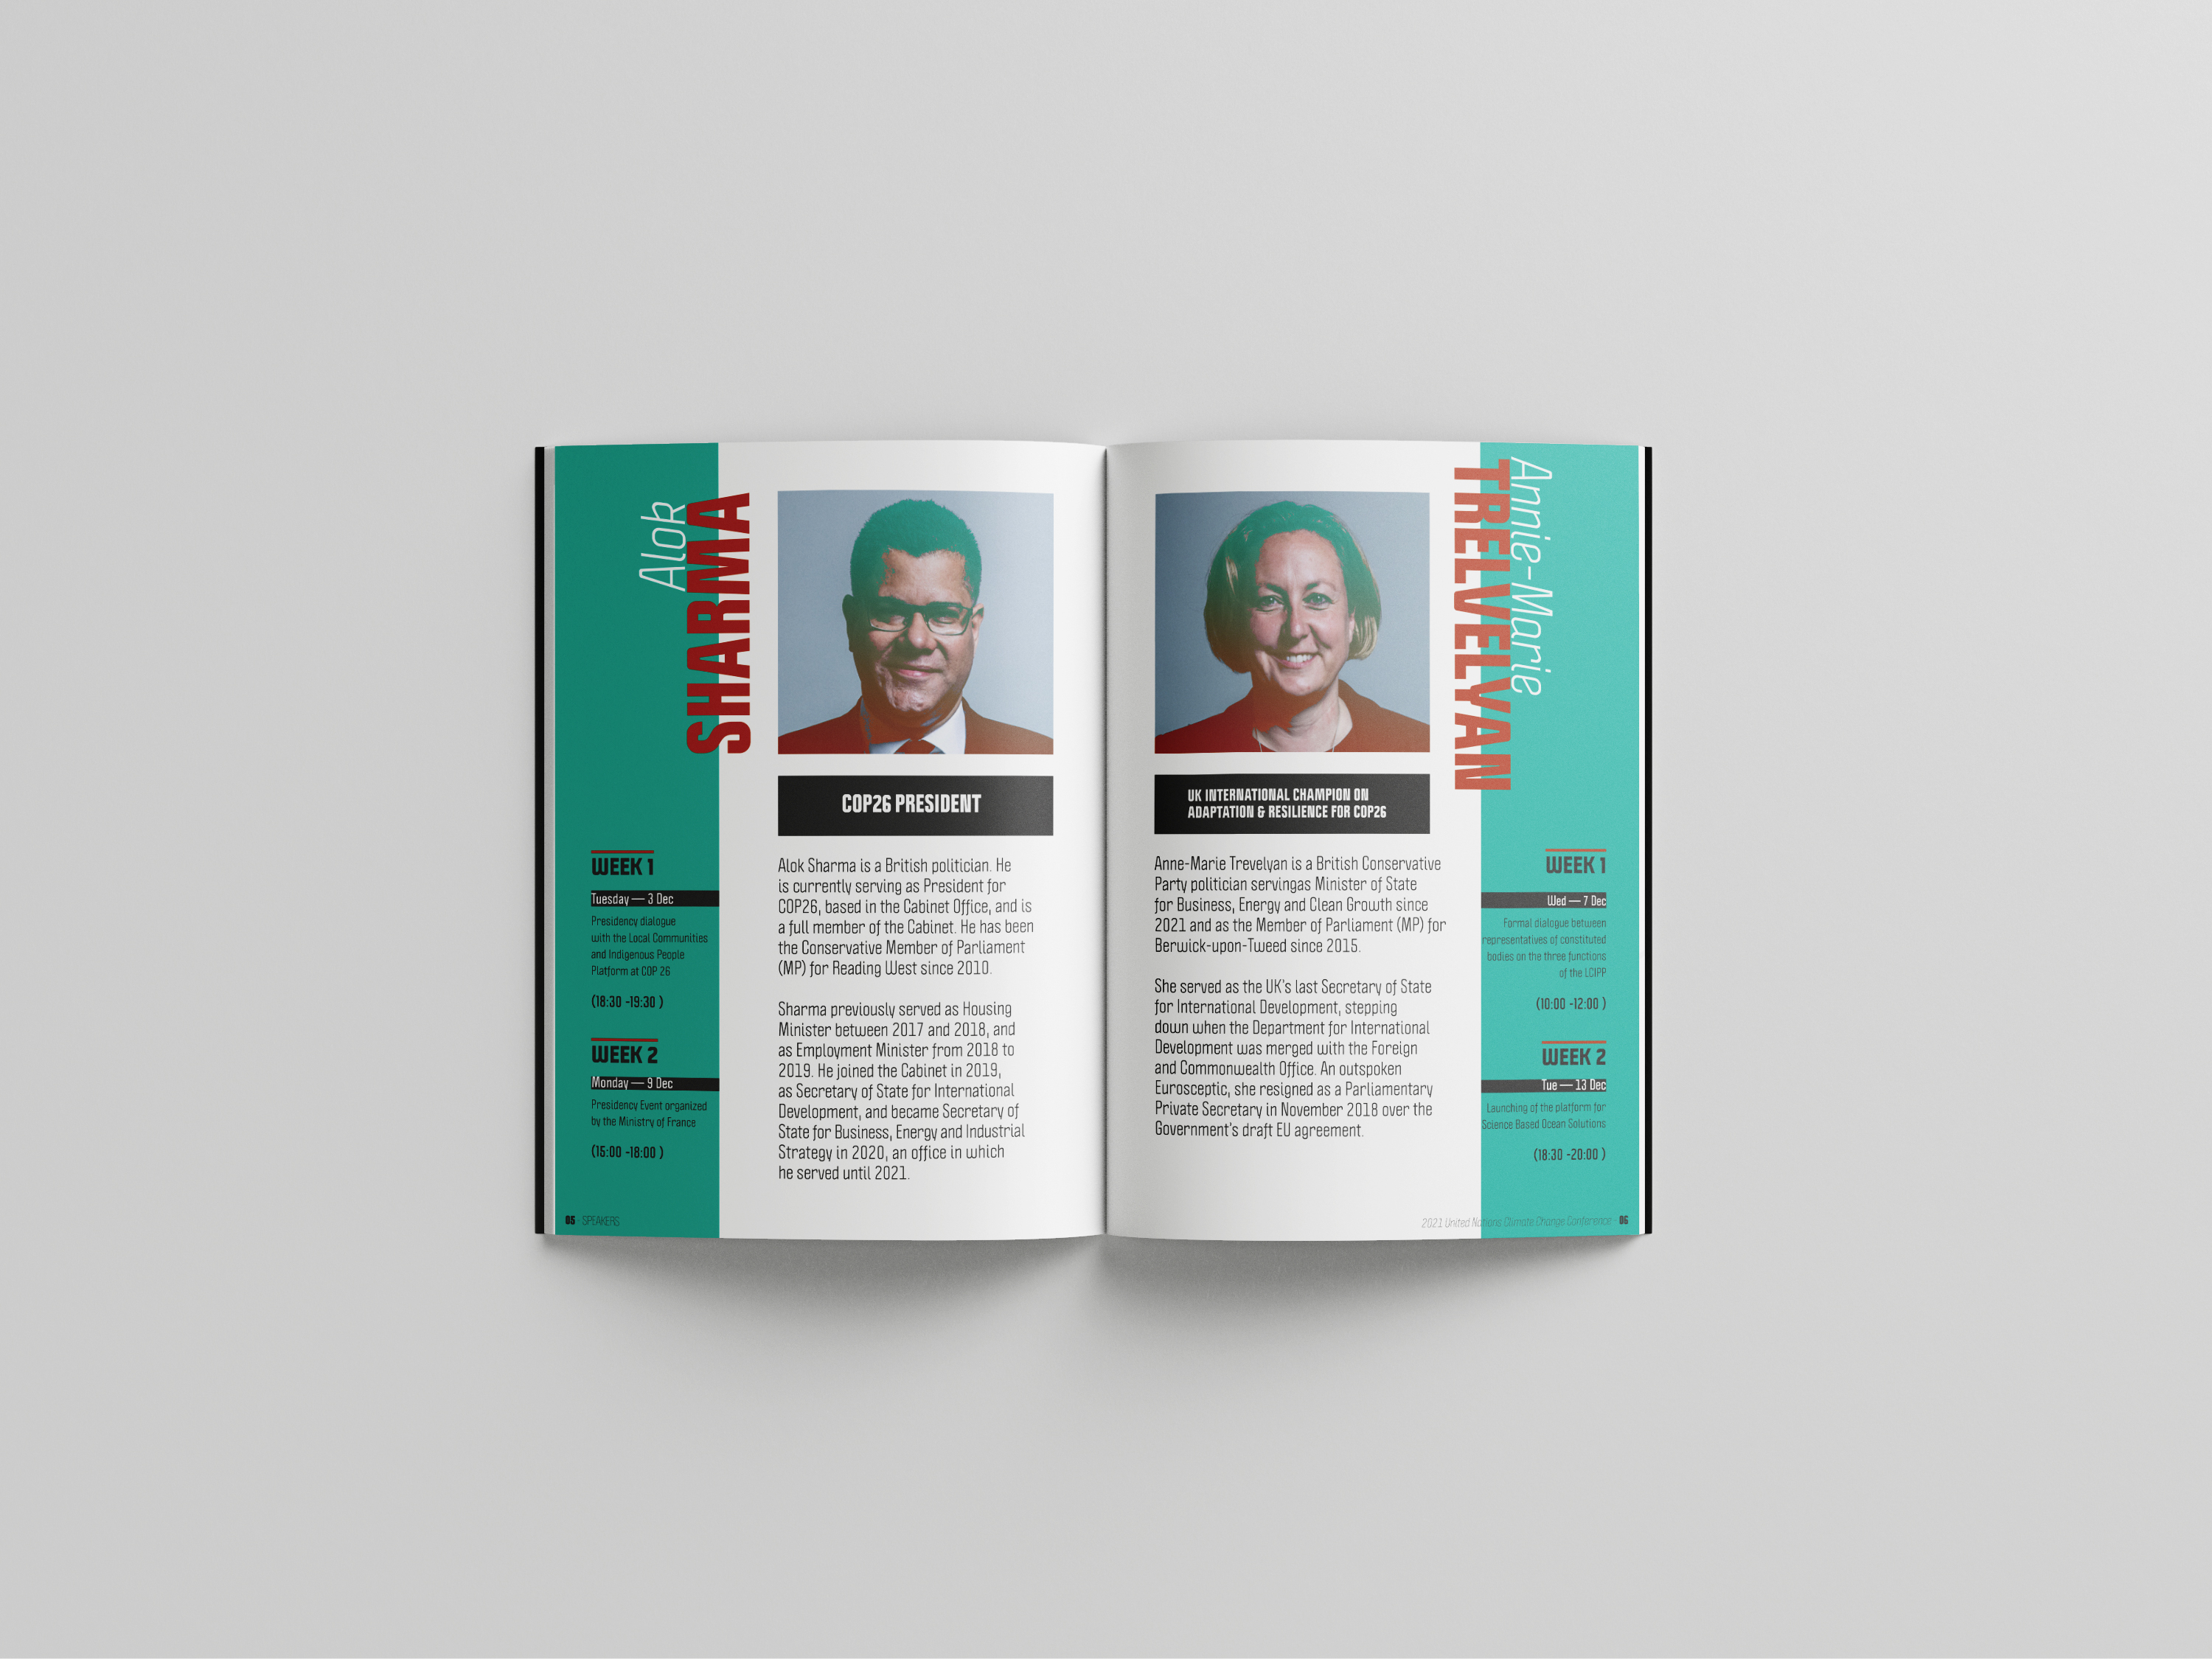 Alok
SHARMA
COP26 PRESIDENT
Alok Sharma is a British politician. He
is currently serving as President for
COP26, based in the Cabinet Office, and is
a full member of the Cabinet. He has been
the Conservative Member of Parliament
(MP) for Reading West since 2010.
Sharma previously served as Housing
Minister between 2017 and 2018, and
as Employment Minister from 2018 to
2019. He joined the Cabinet in 2019,
as Secretary of State for International
Development, and became Secretary of
State for Business, Energy and Industrial
Strategy in 2020, an office in which
he served until 2021.
WEEK 1
Tuesday — 3 Dec
Presidency dialogue
with the Local Communities
and Indigenous People
Platform at COP 26
(18:30 -19:30 )
WEEK 2
Monday — 9 Dec
Presidency Event organized
by the Ministry of France
(15:00 -18:00 )
05 - SPEAKERS
Annie-Marie
TRELVELYAN
UK INTERNATIONAL CHAMPION ON
ADAPTATION & RESILIENCE FOR COP26
Anne-Marie Trevelyan is a British Conservative
Party politician servingas Minister of State
for Business, Energy and Clean Growth since
2021 and as the Member of Parliament (MP) for
Berwick-upon-Tweed since 2015.
She served as the UK's last Secretary of State
for International Development, stepping
down when the Department for International
Development was merged with the Foreign
and Commonwealth Office. An outspoken
Eurosceptic, she resigned as a Parliamentary
Private Secretary in November 2018 over the
Government's draft EU agreement.
WEEK 1
Wed — 7 Dec
Formal dialogue between
representatives of constituted
bodies on the three functions
of the LCIPP
(10:00 -12:00 )
WEEK 2
Tue — 13 Dec
Launching of the platform for
Science Based Ocean Solutions
(18:30 -20:00 )
2021 United Nations Climate Change Conference - 06